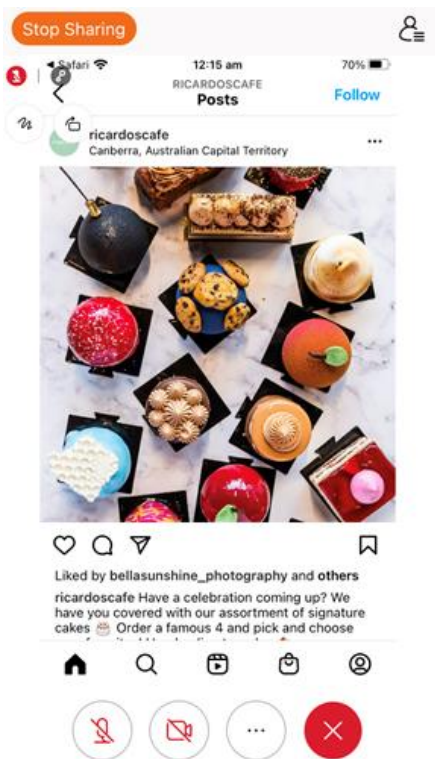 Stop Sharing
Safari 12:15 am 70%
RICARDOSCAFE
Posts Follow
ricardoscafe
Canberra, Australian Capital Territory
Liked by bellasunshine_photography and others
ricardoscafe Have a celebration coming up? We
have you covered with our assortment of signature
cakes 🎂 Order a famous 4 and pick and choose